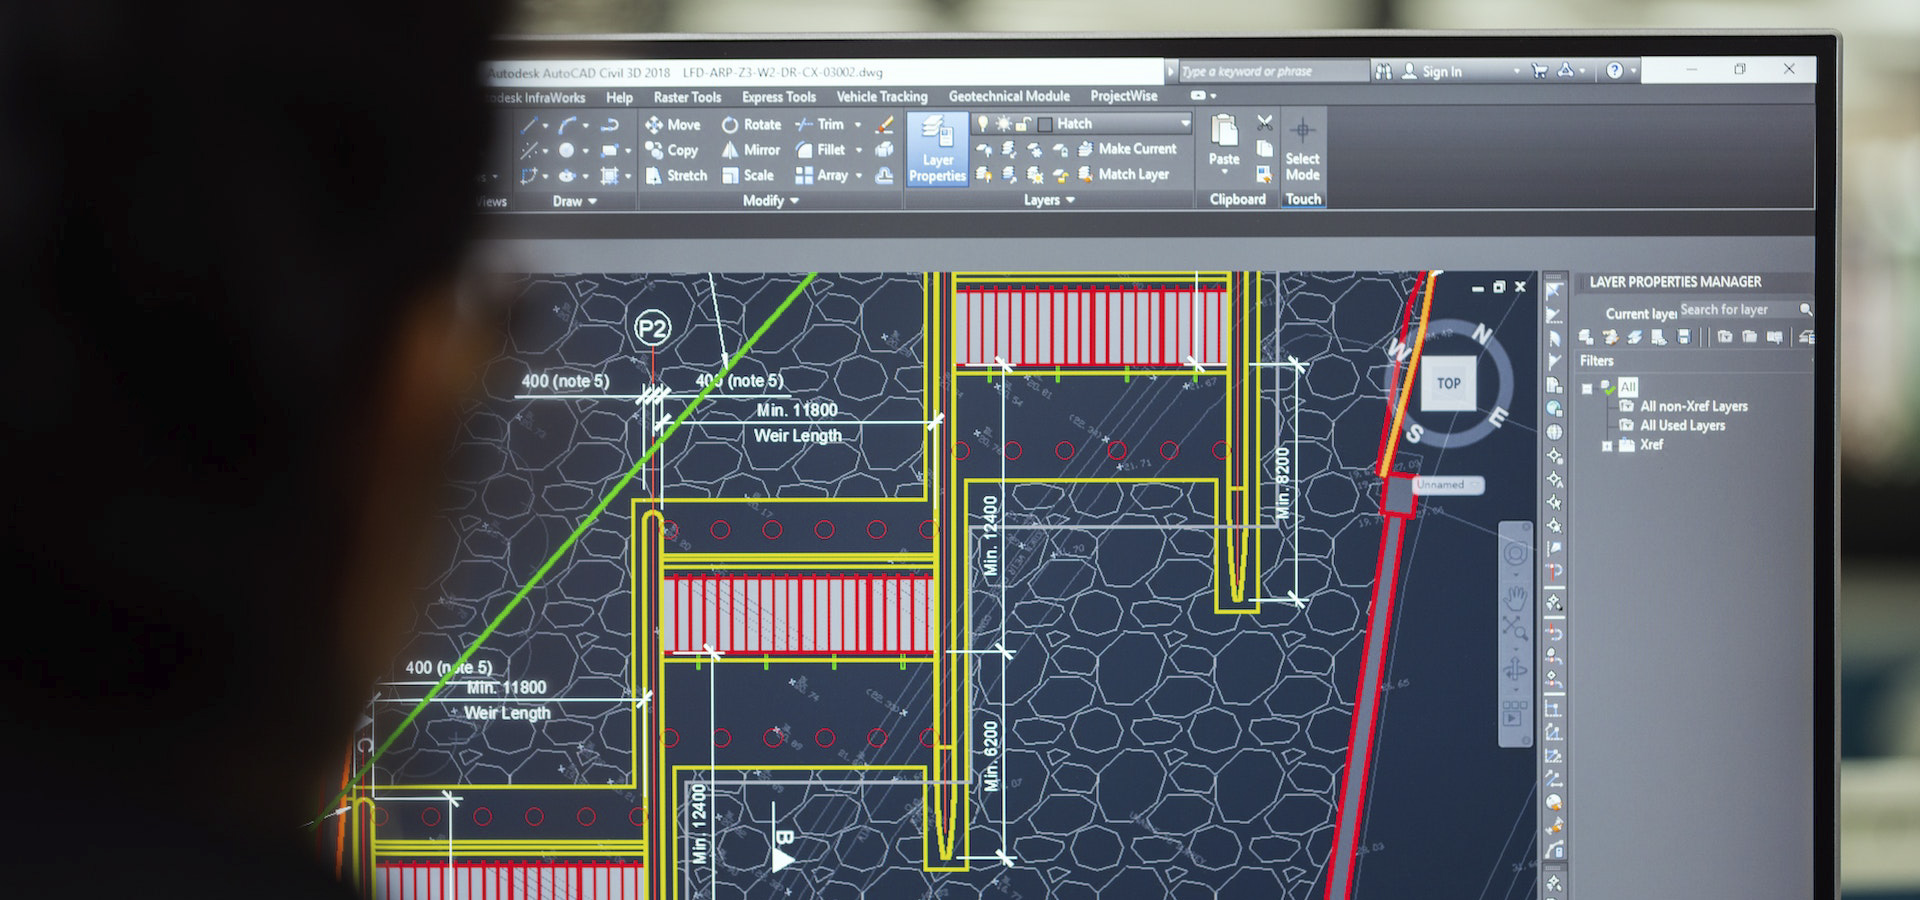 Autodesk AutoCAD Civil 3D 2018 LFD-ARP-Z3-W2-DR-CX-03002.dwg
Type a keyword or phrase
Sign In
InfraWorks Help Raster Tools Express Tools Vehicle Tracking Geotechnical Module ProjectWise
Move Rotate Trim
Copy Mirror Fillet
Stretch Scale Array
Draw
Modify
Layer
Properties
Hatch
Make Current
Match Layer
Layers
Paste
Clipboard
Select
Mode
Touch
LAYER PROPERTIES MANAGER
Current layer
Search for layer
Filters
All
All non-Xref Layers
All Used Layers
Xref
N
W
TOP
E
S
Unnamed
P2
400 (note 5)
400 (note 5)
Min. 11800
Weir Length
Min. 8200
Min. 12400
400 (note 5)
Min. 11800
Weir Length
Min. 6200
Min. 12400
B
C